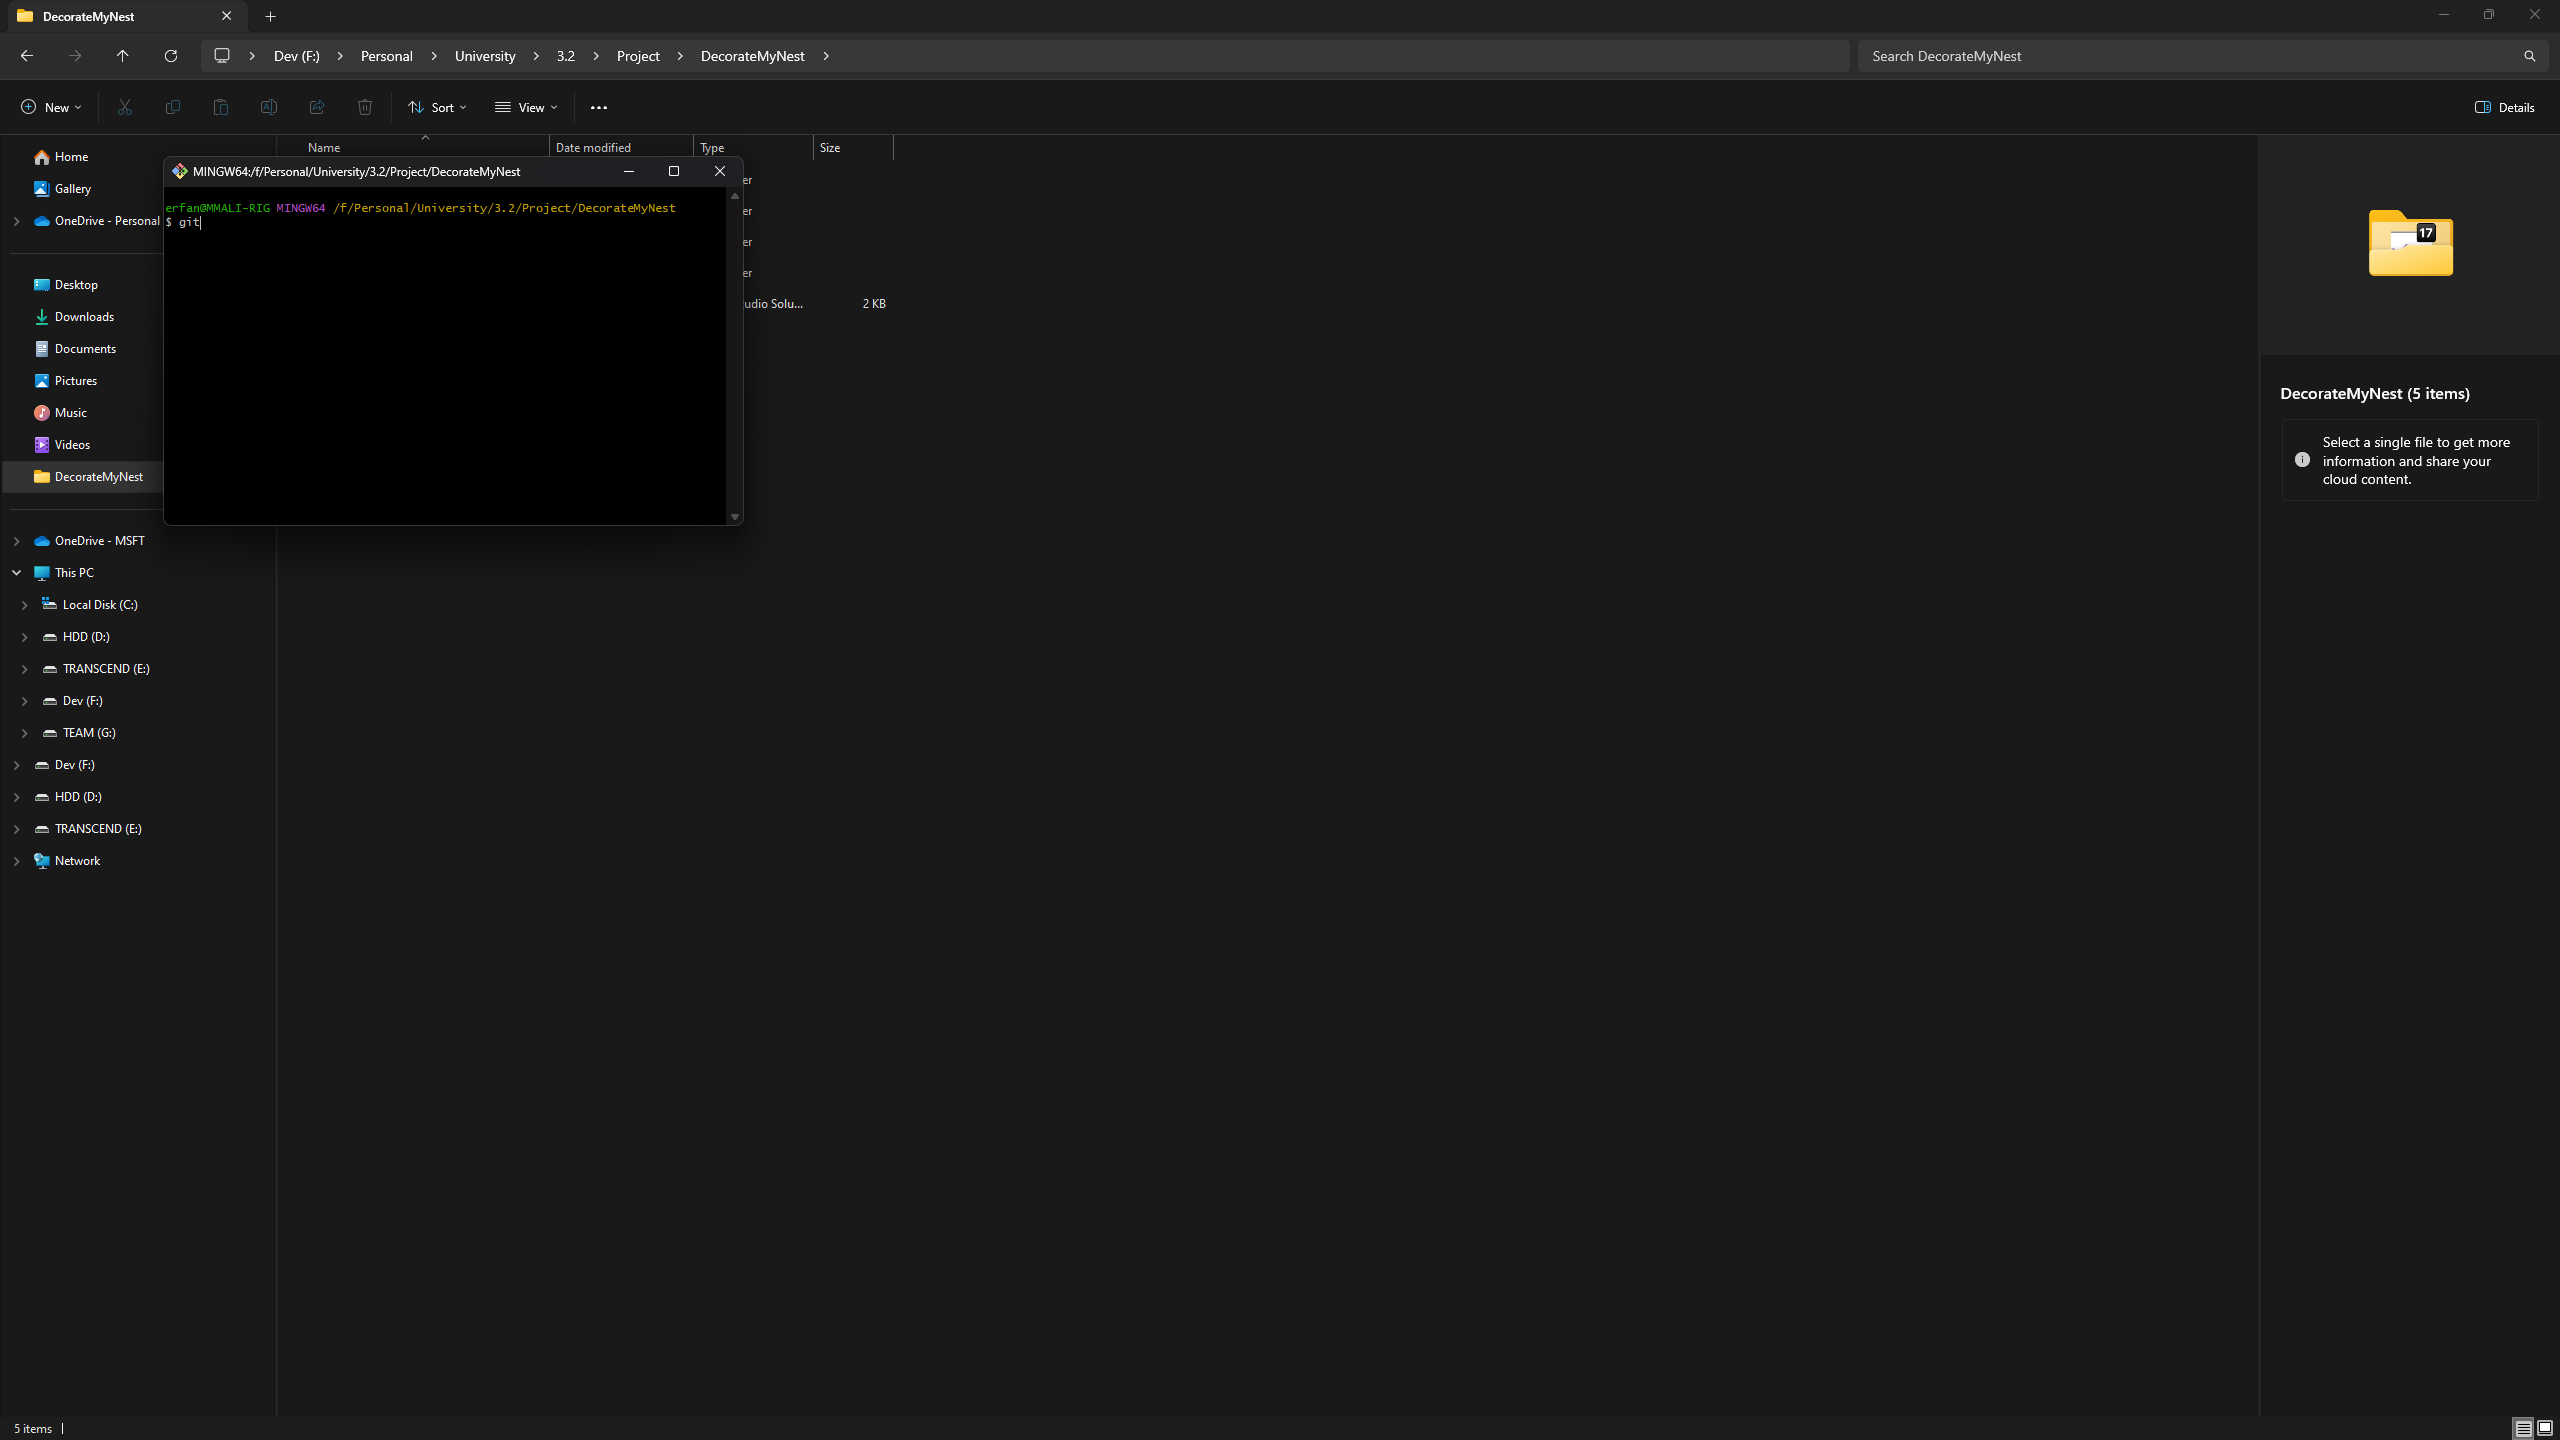 DecorateMyNest
Dev (F:) Personal University 3.2 Project DecorateMyNest
Search DecorateMyNest
New
Sort
View
Details
Name Date modified Type Size
Home
Gallery
OneDrive - Personal
Desktop
Downloads
Documents
Pictures
Music
Videos
DecorateMyNest
OneDrive - MSFT
This PC
Local Disk (C:)
HDD (D:)
TRANSCEND (E:)
Dev (F:)
TEAM (G:)
Dev (F:)
HDD (D:)
TRANSCEND (E:)
Network
MINGW64:/f/Personal/University/3.2/Project/DecorateMyNest
erfan@MMALI-RIG MINGW64 /f/Personal/University/3.2/Project/DecorateMyNest
$ git
er
er
er
er
udio Solu... 2 KB
17
DecorateMyNest (5 items)
Select a single file to get more
information and share your
cloud content.
5 items